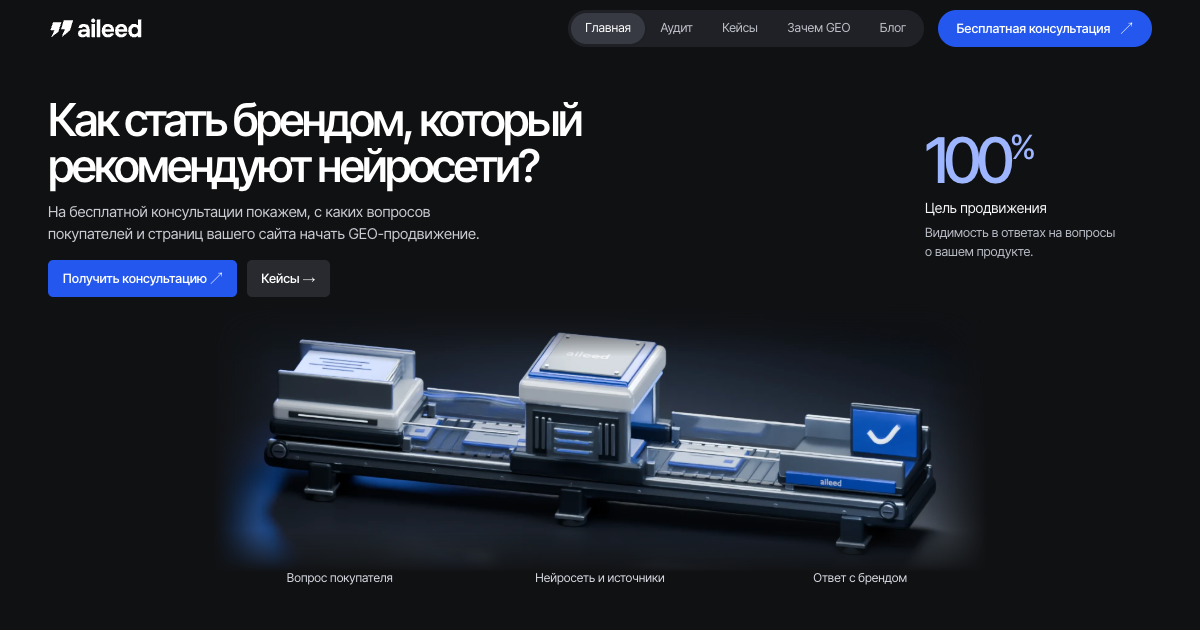 aileed
Главная
Аудит
Кейсы
Зачем GEO
Блог
Бесплатная консультация ↗
Как стать брендом, который
рекомендуют нейросети?
На бесплатной консультации покажем, с каких вопросов
покупателей и страниц вашего сайта начать GEO-продвижение.
Получить консультацию ↗
Кейсы →
100%
Цель продвижения
Видимость в ответах на вопросы
о вашем продукте.
aileed
aileed
Вопрос покупателя
Нейросеть и источники
Ответ с брендом